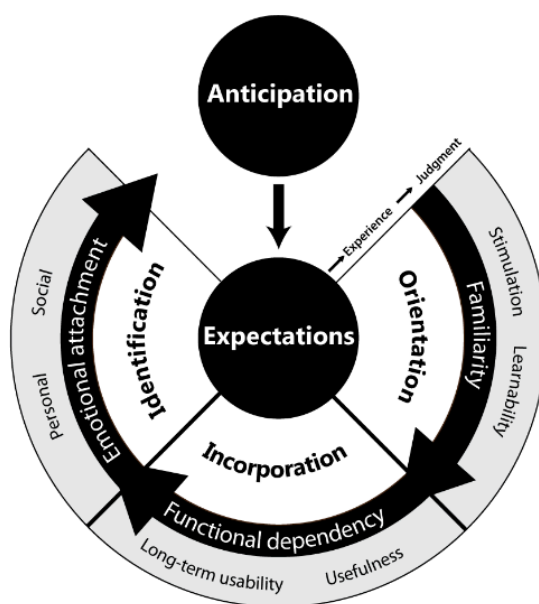 Anticipation
Expectations
Experience
Judgment
Orientation
Familiarity
Stimulation
Learnability
Incorporation
Functional dependency
Usefulness
Long-term usability
Identification
Emotional attachment
Personal
Social